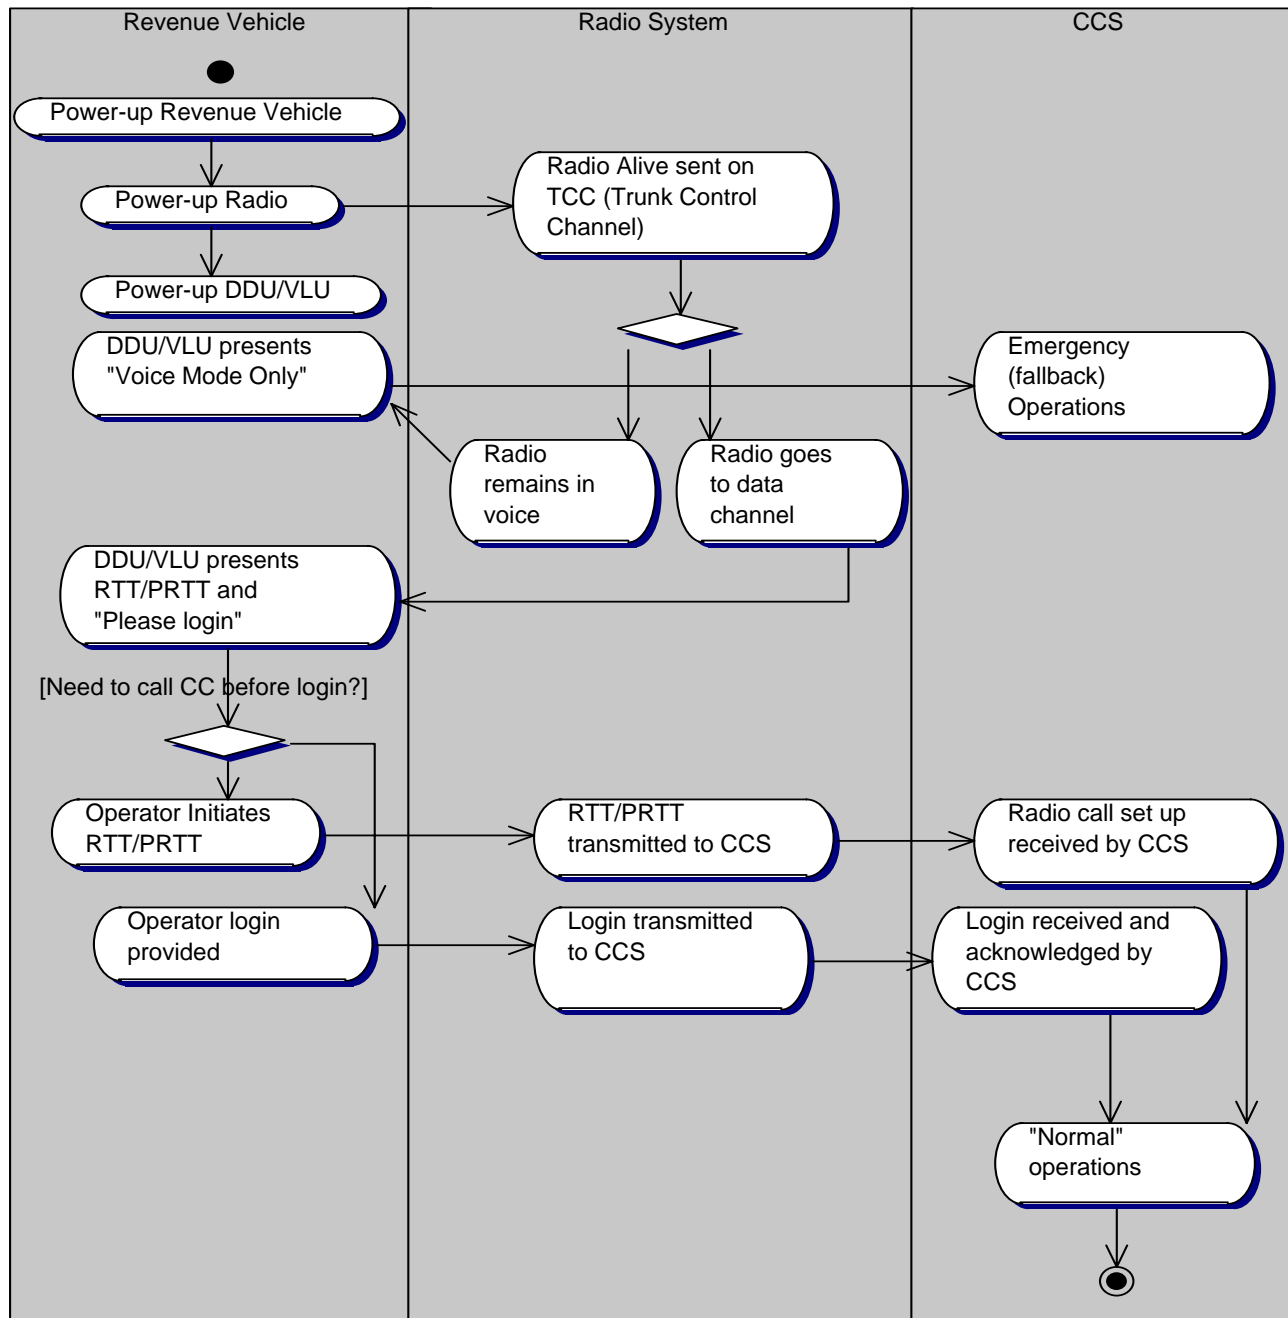 Revenue Vehicle
Radio System
CCS
Power-up Revenue Vehicle
Radio Alive sent on
TCC (Trunk Control
Channel)
Power-up Radio
Power-up DDU/VLU
DDU/VLU presents
"Voice Mode Only"
Emergency
(fallback)
Operations
Radio
remains in
voice
Radio goes
to data
channel
DDU/VLU presents
RTT/PRTT and
"Please login"
[Need to call CC before login?]
Operator Initiates
RTT/PRTT
RTT/PRTT
transmitted to CCS
Radio call set up
received by CCS
Operator login
provided
Login transmitted
to CCS
Login received and
acknowledged by
CCS
"Normal"
operations